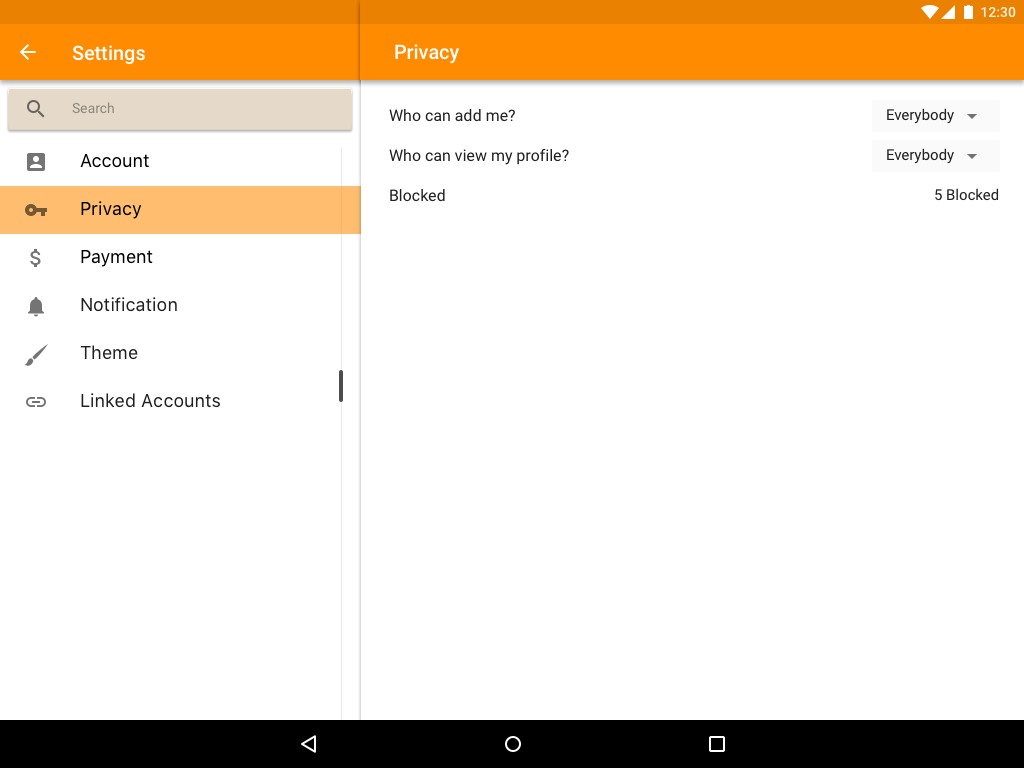 12:30
Settings
Privacy
Search
Account
Privacy
Payment
Notification
Theme
Linked Accounts
Who can add me? Everybody
Who can view my profile? Everybody
Blocked 5 Blocked